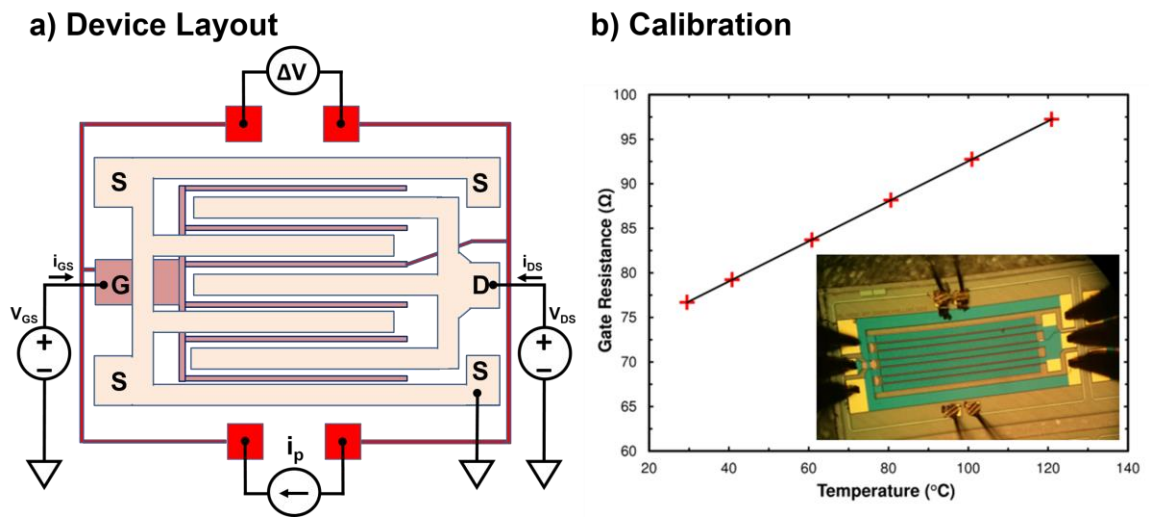 a) Device Layout
ΔV
S
S
iGS
G
iDS
D
VGS
+
−
VDS
+
−
S
S
ip
b) Calibration
100
95
90
85
80
75
70
65
60
Gate Resistance (Ω)
20 40 60 80 100 120 140
Temperature (°C)